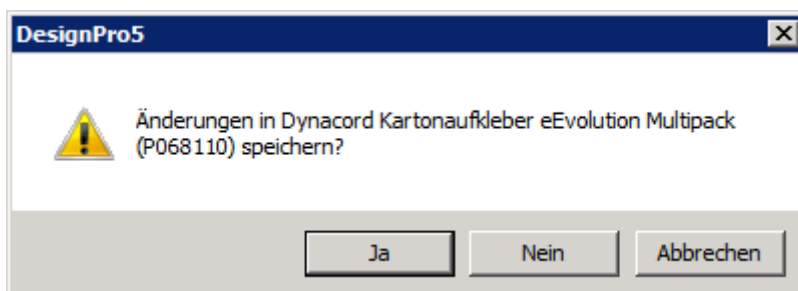 DesignPro5
Änderungen in Dynacord Kartonaufkleber eEvolution Multipack
(P068110) speichern?
Ja Nein Abbrechen